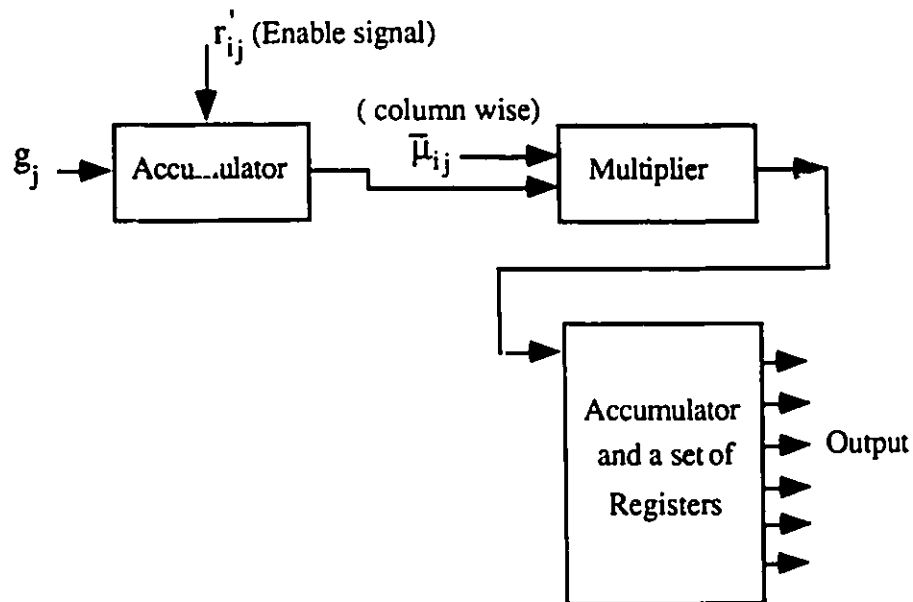 r'ij (Enable signal)
( column wise)
gj
μ̄ij
Multiplier
Accumulator
and a set of
Registers
Output